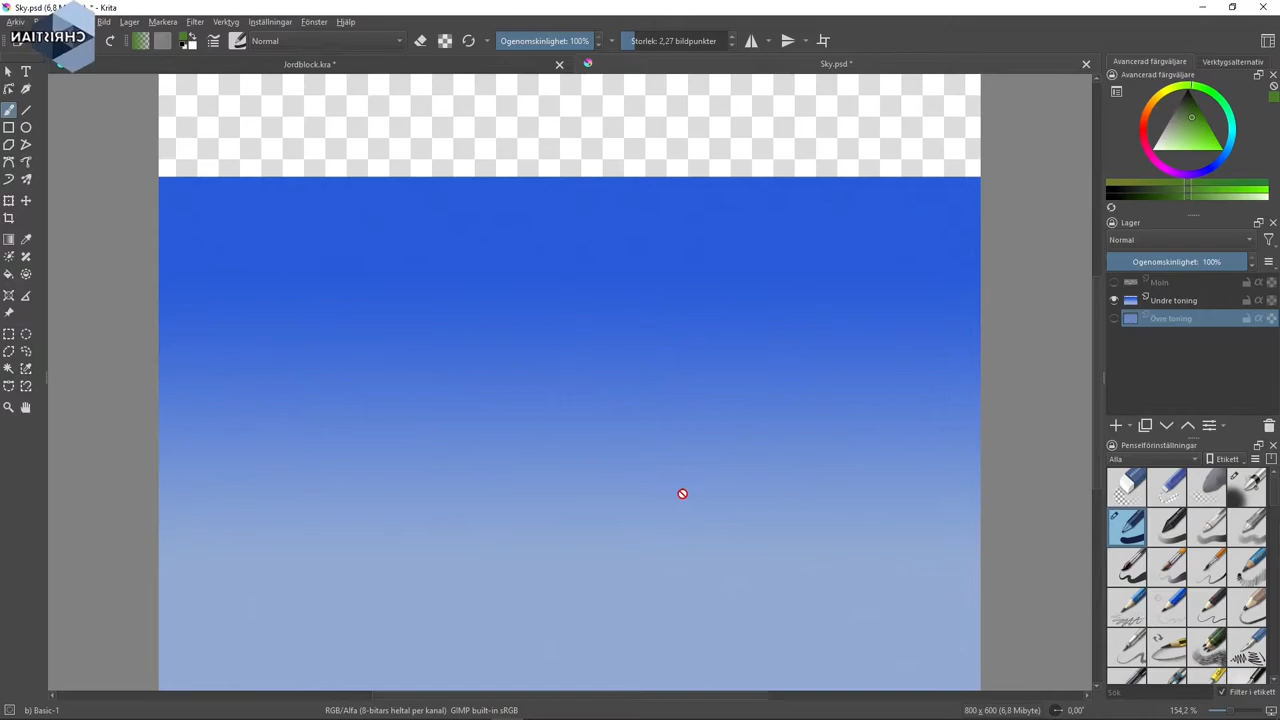 Sky.psd (6,8 Mibyte) * - Krita
Arkiv
Bild
Lager
Markera
Filter
Verktyg
Inställningar
Fönster
Hjälp
CHRISTIAN
Normal
Ogenomskinlighet: 100%
Storlek: 2,27 bildpunkter
Jordblock.kra *
Sky.psd *
Avancerad färgväljare
Verktygsalternativ
Avancerad färgväljare
Lager
Normal
Ogenomskinlighet: 100%
Moln
Undre toning
Övre toning
Penselförinställningar
Alla
Etikett
Sök
Filter i etikett
b) Basic-1
RGB/Alfa (8-bitars heltal per kanal) GIMP built-in sRGB
800 x 600 (6,8 Mibyte)
0,00°
154,2 %